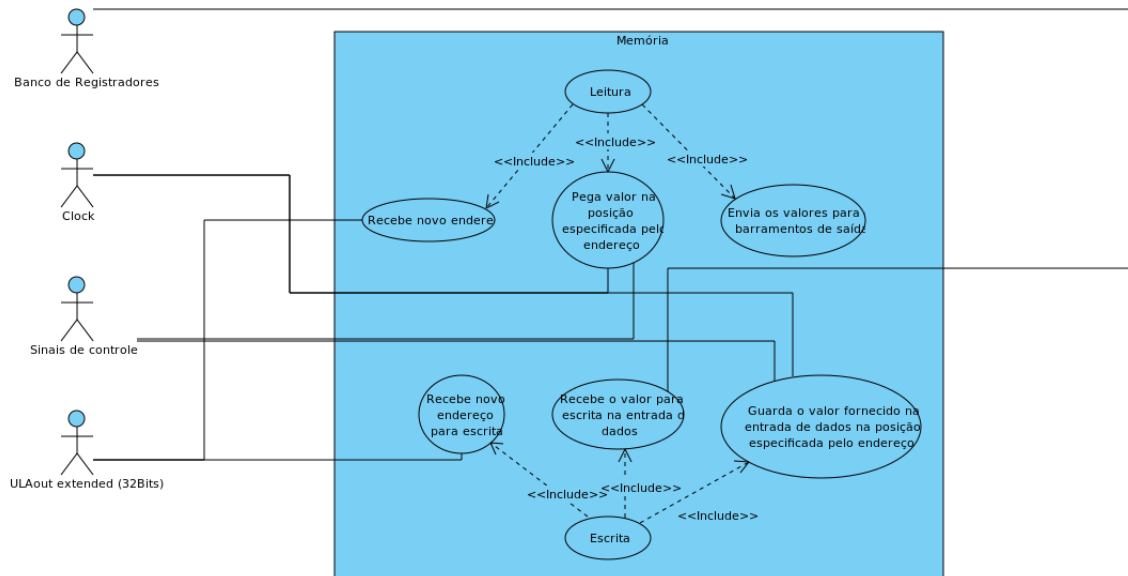 Memória
Banco de Registradores
Leitura
<<Include>>
<<Include>>
<<Include>>
Clock
Recebe novo endere
Pega valor na
posição
especificada pelo
endereço
Envia os valores para
barramentos de saída
Sinais de controle
Recebe novo
endereço
para escrita
Recebe o valor para
escrita na entrada d
dados
Guarda o valor fornecido na
entrada de dados na posição
especificada pelo endereço
ULAout extended (32Bits)
<<Include>>
<<Include>>
<<Include>>
Escrita